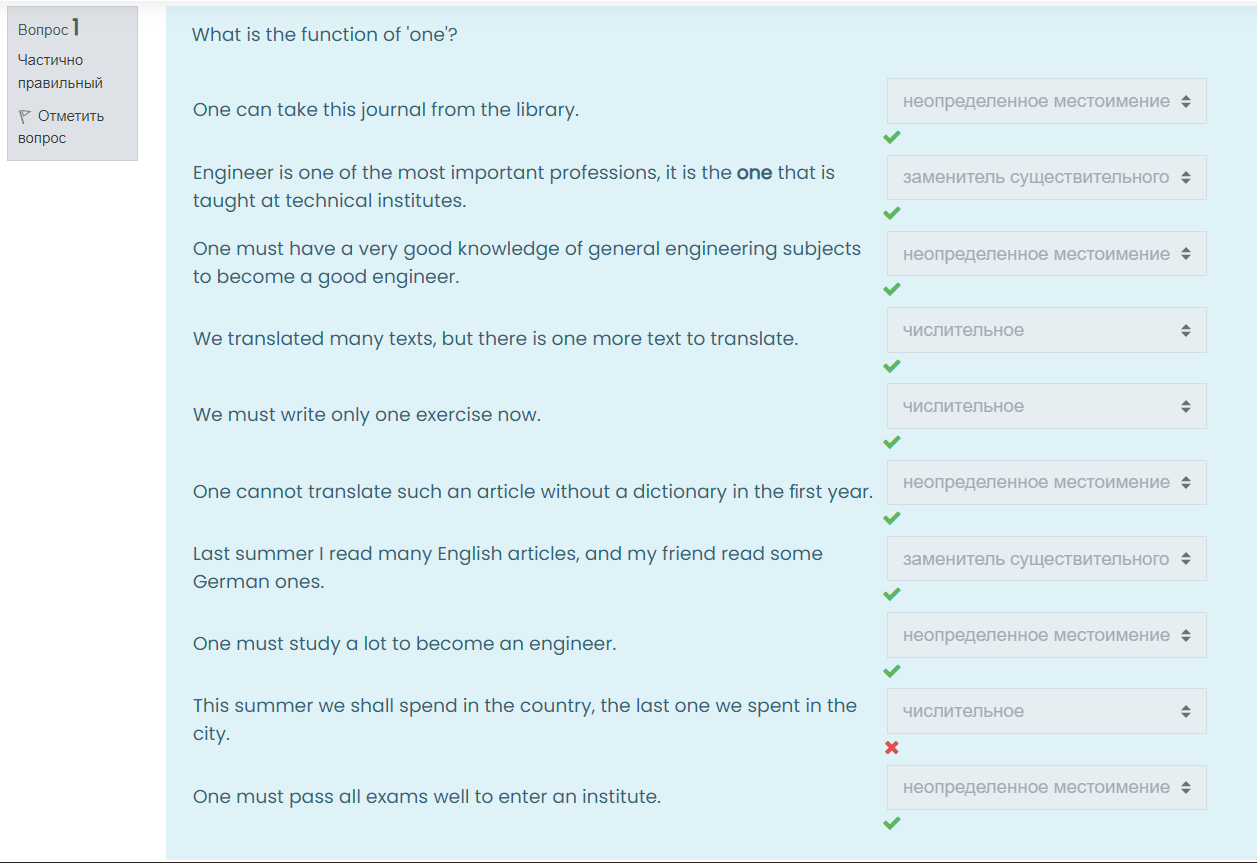 Вопрос 1
Частично
правильный
Отметить
вопрос
What is the function of 'one'?
One can take this journal from the library.
неопределенное местоимение
Engineer is one of the most important professions, it is the one that is
taught at technical institutes.
заменитель существительного
One must have a very good knowledge of general engineering subjects
to become a good engineer.
неопределенное местоимение
We translated many texts, but there is one more text to translate.
числительное
We must write only one exercise now.
числительное
One cannot translate such an article without a dictionary in the first year.
неопределенное местоимение
Last summer I read many English articles, and my friend read some
German ones.
заменитель существительного
One must study a lot to become an engineer.
неопределенное местоимение
This summer we shall spend in the country, the last one we spent in the
city.
числительное
One must pass all exams well to enter an institute.
неопределенное местоимение